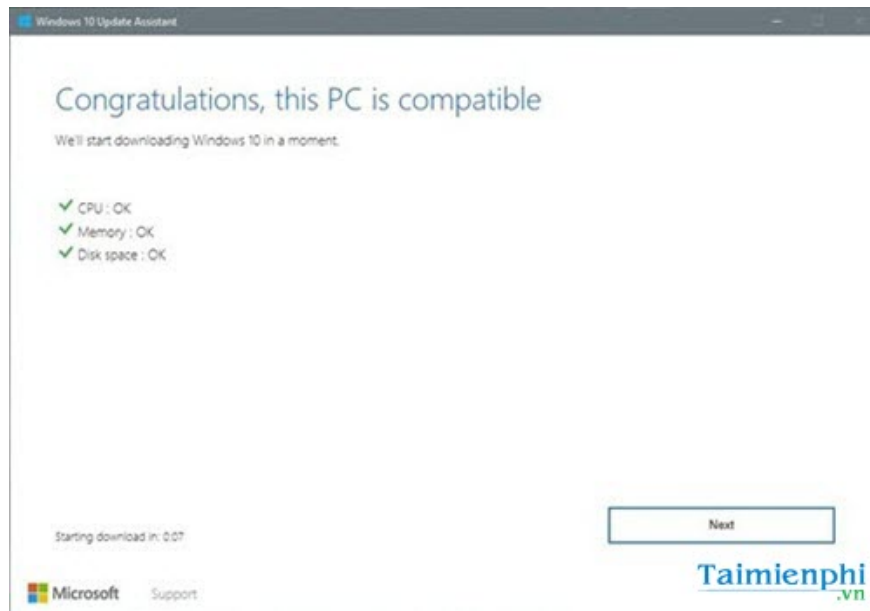 Windows 10 Update Assistant
Congratulations, this PC is compatible
We'll start downloading Windows 10 in a moment.
CPU : OK
Memory : OK
Disk space : OK
Next
Starting download in: 0:07
Microsoft Support
Taimienphi
.vn